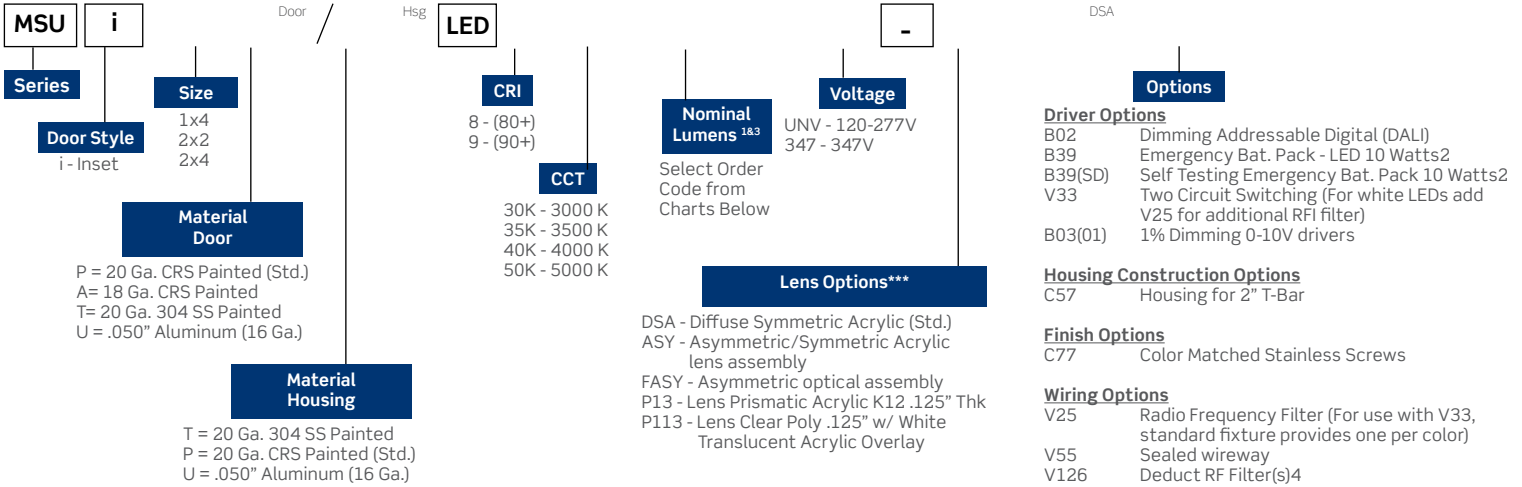 MSU i Door / Hsg LED - DSA
Series
Door Style
i - Inset
Size
1x4
2x2
2x4
Material
Door
P = 20 Ga. CRS Painted (Std.)
A= 18 Ga. CRS Painted
T= 20 Ga. 304 SS Painted
U = .050” Aluminum (16 Ga.)
Material
Housing
T = 20 Ga. 304 SS Painted
P = 20 Ga. CRS Painted (Std.)
U = .050” Aluminum (16 Ga.)
CRI
8 - (80+)
9 - (90+)
CCT
30K - 3000 K
35K - 3500 K
40K - 4000 K
50K - 5000 K
Nominal
Lumens 1&3
Select Order
Code from
Charts Below
Voltage
UNV - 120-277V
347 - 347V
Lens Options***
DSA - Diffuse Symmetric Acrylic (Std.)
ASY - Asymmetric/Symmetric Acrylic
lens assembly
FASY - Asymmetric optical assembly
P13 - Lens Prismatic Acrylic K12 .125” Thk
P113 - Lens Clear Poly .125” w/ White
Translucent Acrylic Overlay
Options
Driver Options
B02 Dimming Addressable Digital (DALI)
B39 Emergency Bat. Pack - LED 10 Watts2
B39(SD) Self Testing Emergency Bat. Pack 10 Watts2
V33 Two Circuit Switching (For white LEDs add
V25 for additional RFI filter)
B03(01) 1% Dimming 0-10V drivers
Housing Construction Options
C57 Housing for 2” T-Bar
Finish Options
C77 Color Matched Stainless Screws
Wiring Options
V25 Radio Frequency Filter (For use with V33,
standard fixture provides one per color)
V55 Sealed wireway
V126 Deduct RF Filter(s)4